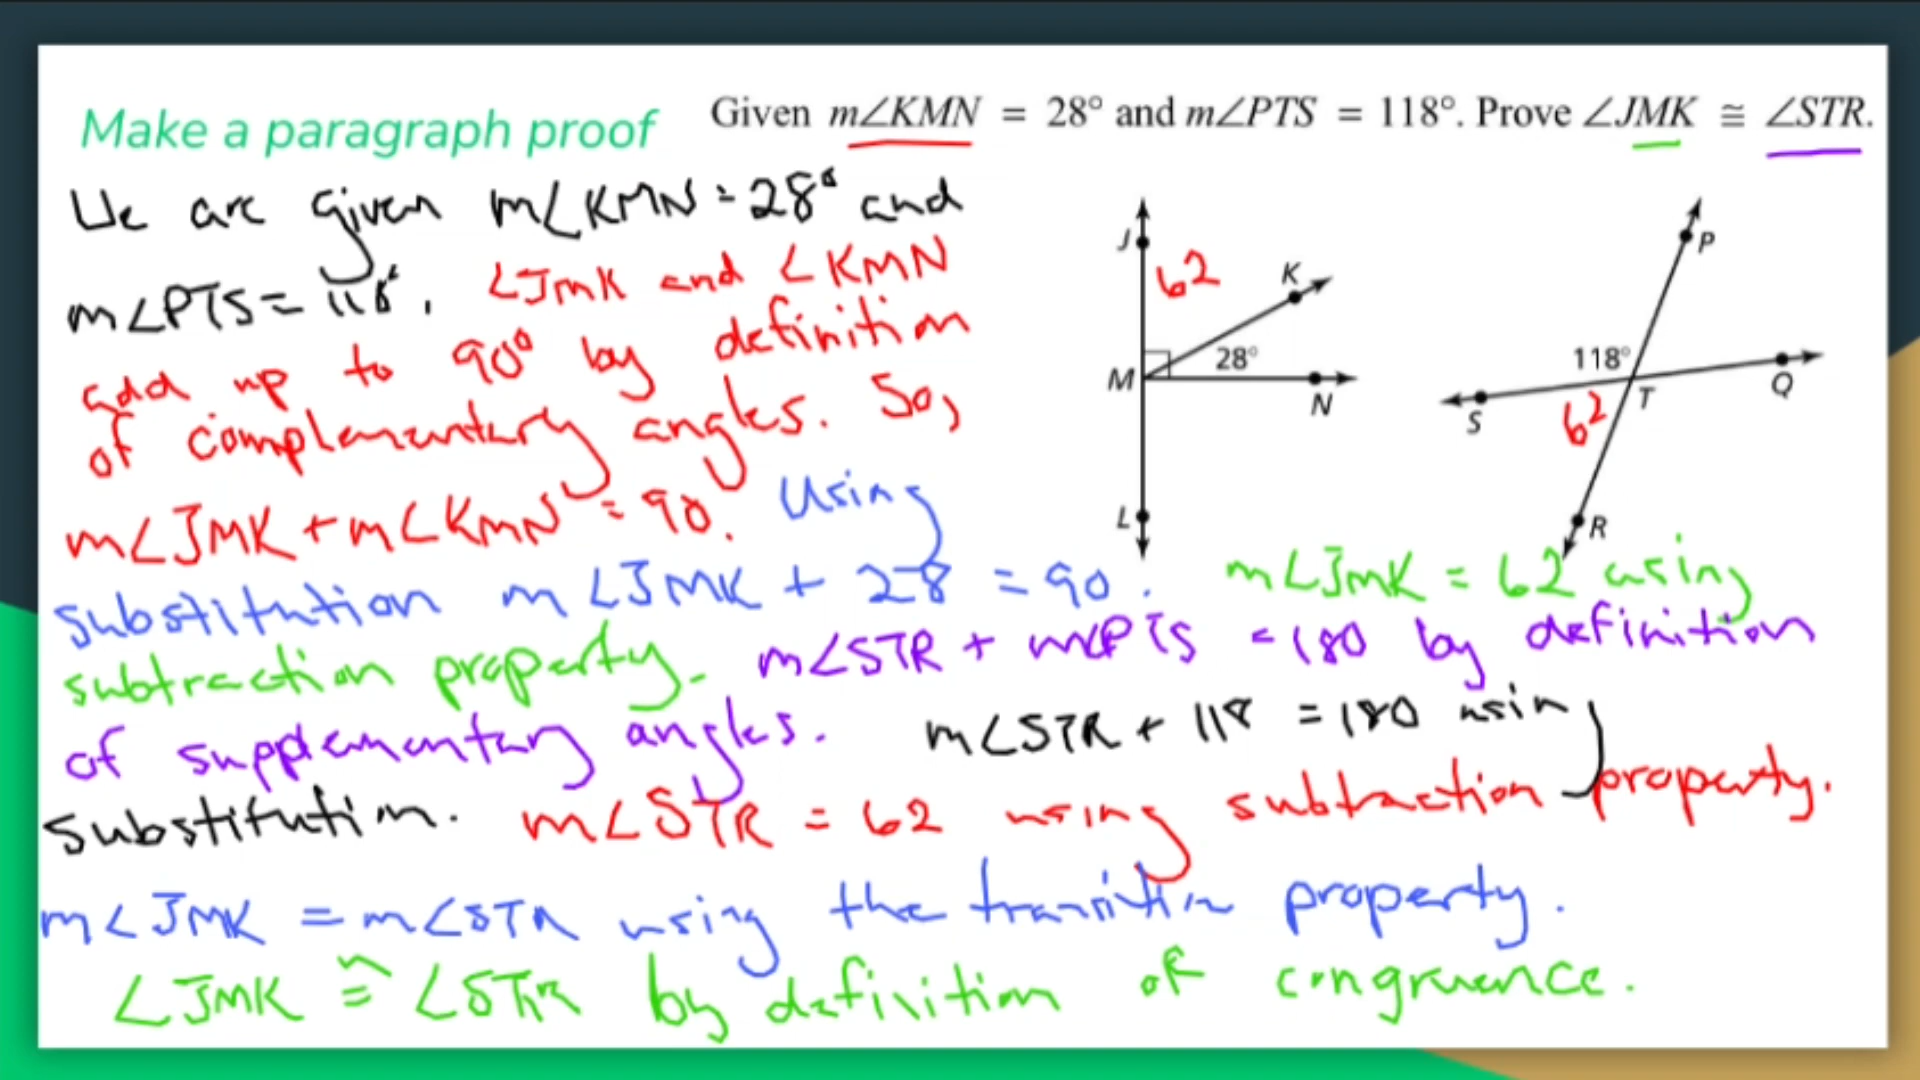 Make a paragraph proof
Given m∠KMN = 28° and m∠PTS = 118°. Prove ∠JMK ≅ ∠STR.
We are given m∠KMN = 28° and
m∠PTS = 118°. ∠JMK and ∠KMN
add up to 90° by definition
of complementary angles. So,
m∠JMK + m∠KMN = 90. Using
substitution m∠JMK + 28 = 90. m∠JMK = 62 using
subtraction property. m∠STR + m∠PTS = 180 by definition
of supplementary angles. m∠STR + 118 = 180 using
substitution. m∠STR = 62 using subtraction property.
m∠JMK = m∠STR using the transitive property.
∠JMK ≅ ∠STR by definition of congruence.
J
62
K
28°
M
N
L
P
118°
Q
T
S
62
R